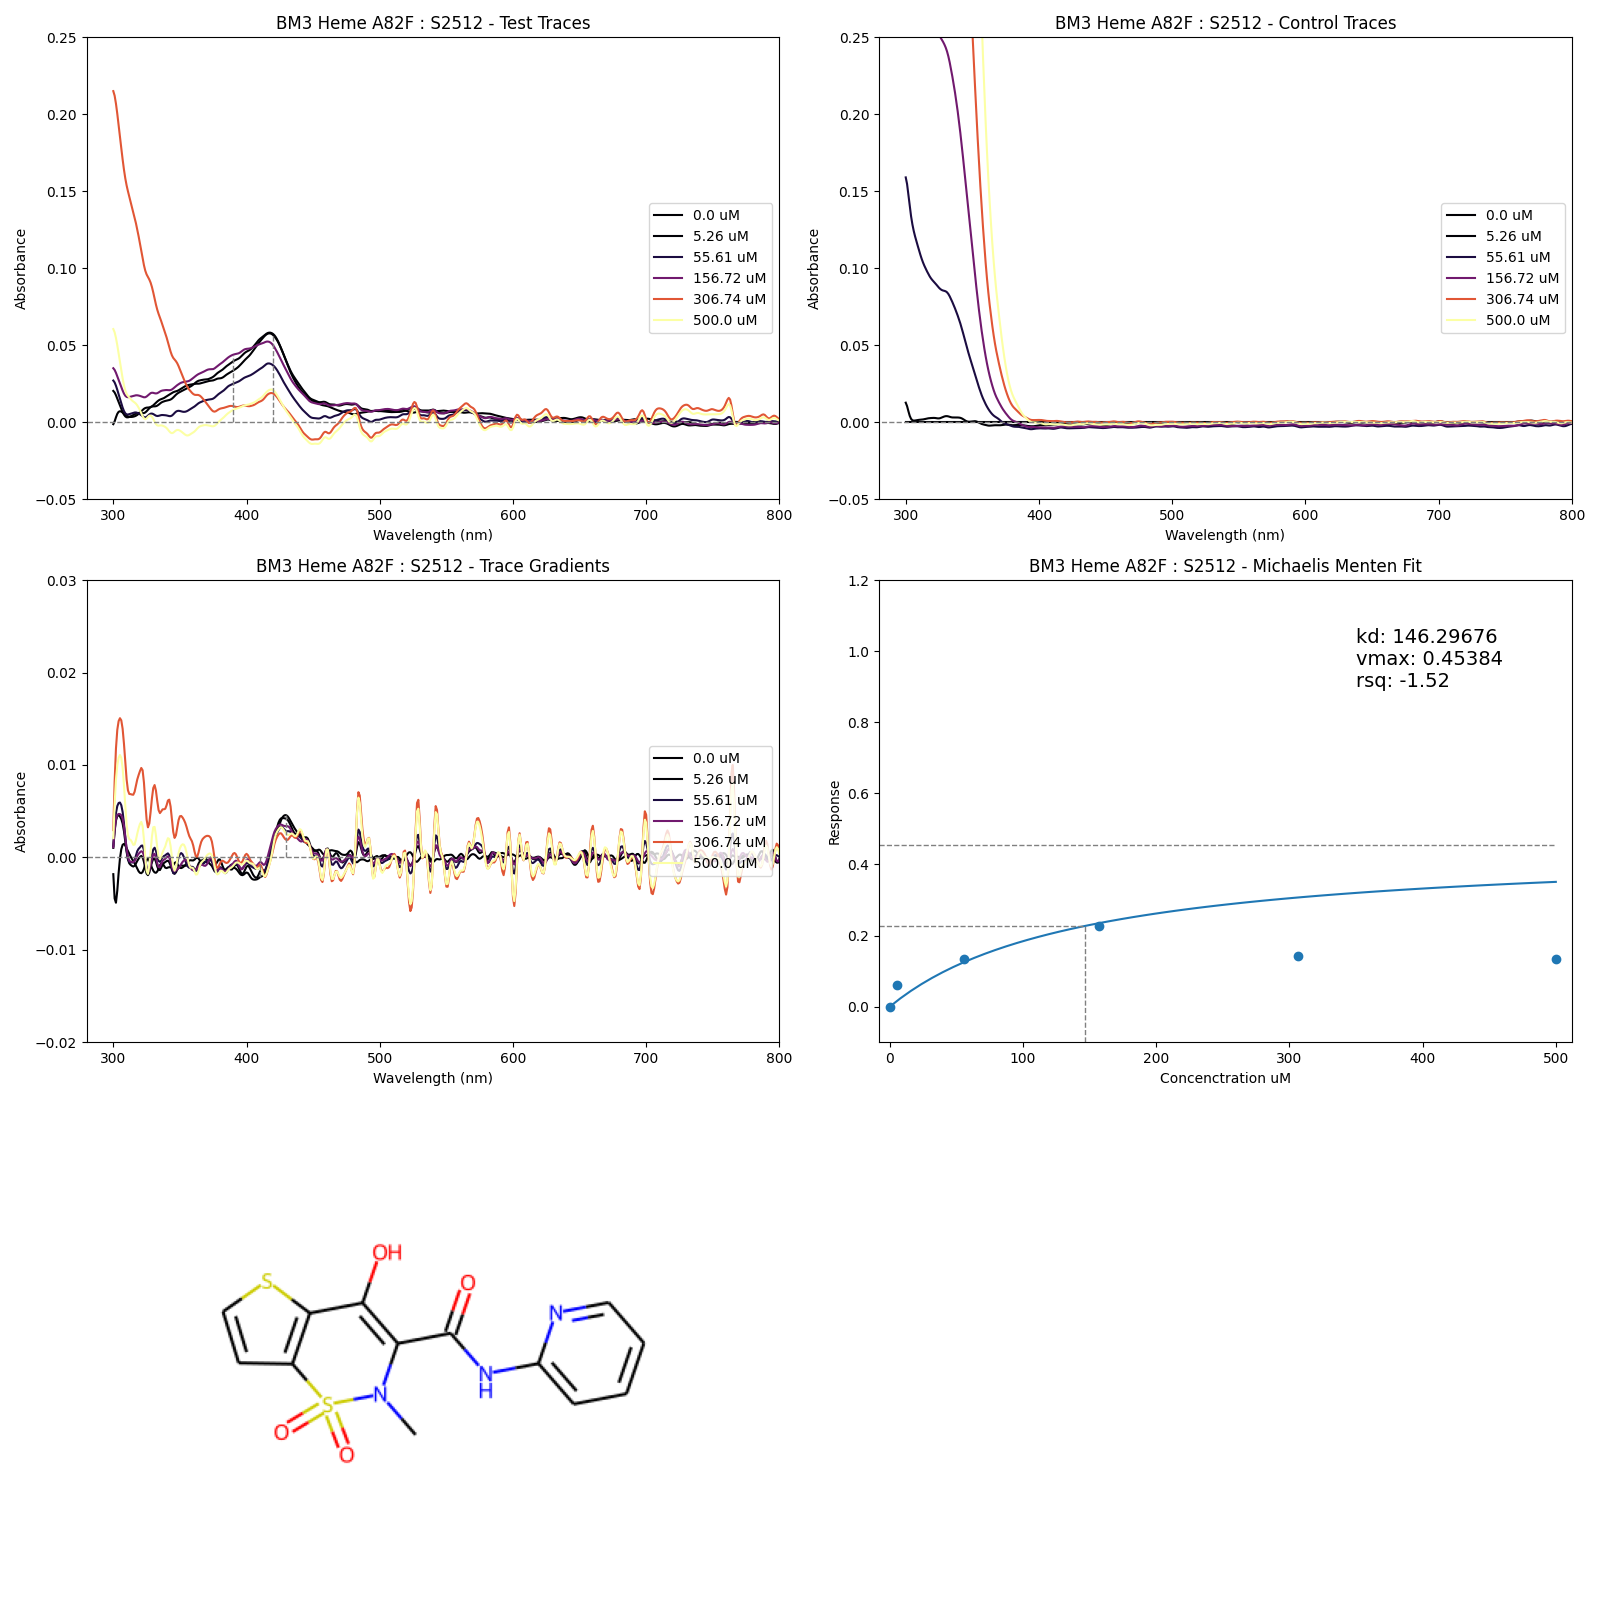 BM3 Heme A82F : S2512 - Test Traces
Absorbance
0.25
0.20
0.15
0.10
0.05
0.00
−0.05
300 400 500 600 700 800
Wavelength (nm)
0.0 uM
5.26 uM
55.61 uM
156.72 uM
306.74 uM
500.0 uM
BM3 Heme A82F : S2512 - Control Traces
Absorbance
0.25
0.20
0.15
0.10
0.05
0.00
−0.05
300 400 500 600 700 800
Wavelength (nm)
0.0 uM
5.26 uM
55.61 uM
156.72 uM
306.74 uM
500.0 uM
BM3 Heme A82F : S2512 - Trace Gradients
Absorbance
0.03
0.02
0.01
0.00
−0.01
−0.02
300 400 500 600 700 800
Wavelength (nm)
0.0 uM
5.26 uM
55.61 uM
156.72 uM
306.74 uM
500.0 uM
BM3 Heme A82F : S2512 - Michaelis Menten Fit
Response
1.2
1.0
0.8
0.6
0.4
0.2
0.0
0 100 200 300 400 500
Concenctration uM
kd: 146.29676
vmax: 0.45384
rsq: -1.52
OH
O
S
N
N
H
N
S
O
O